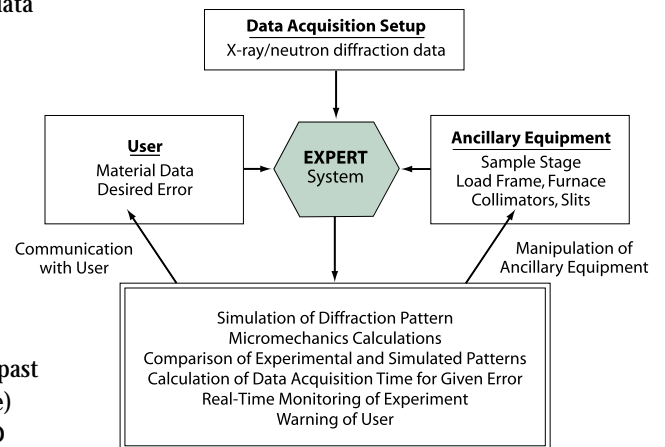 data
Data Acquisition Setup
X-ray/neutron diffraction data
User
Material Data
Desired Error
EXPERT
System
Ancillary Equipment
Sample Stage
Load Frame, Furnace
Collimators, Slits
Communication
with User
Manipulation of
Ancillary Equipment
Simulation of Diffraction Pattern
Micromechanics Calculations
Comparison of Experimental and Simulated Patterns
Calculation of Data Acquisition Time for Given Error
Real-Time Monitoring of Experiment
Warning of User
past